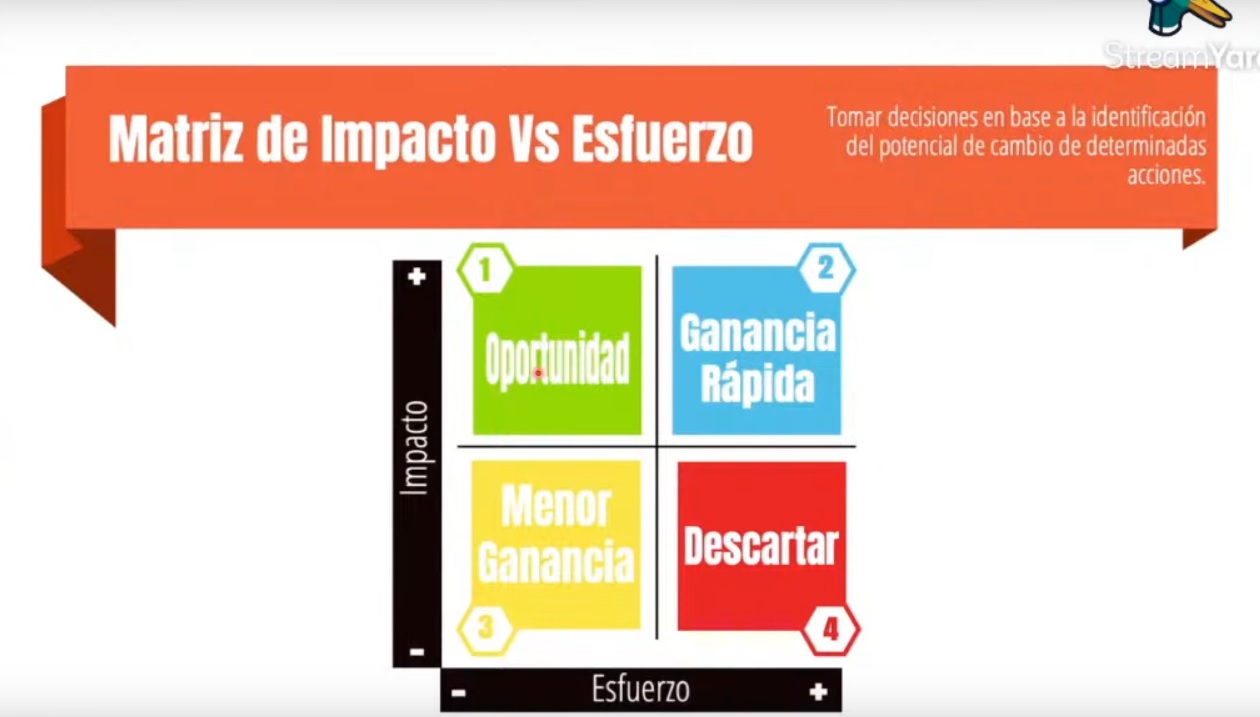 StreamYar
Matriz de Impacto Vs Esfuerzo
Tomar decisiones en base a la identificación
del potencial de cambio de determinadas
acciones.
+
1
2
Oportunidad
Ganancia
Rápida
Impacto
Menor
Ganancia
Descartar
3
4
-
- Esfuerzo +